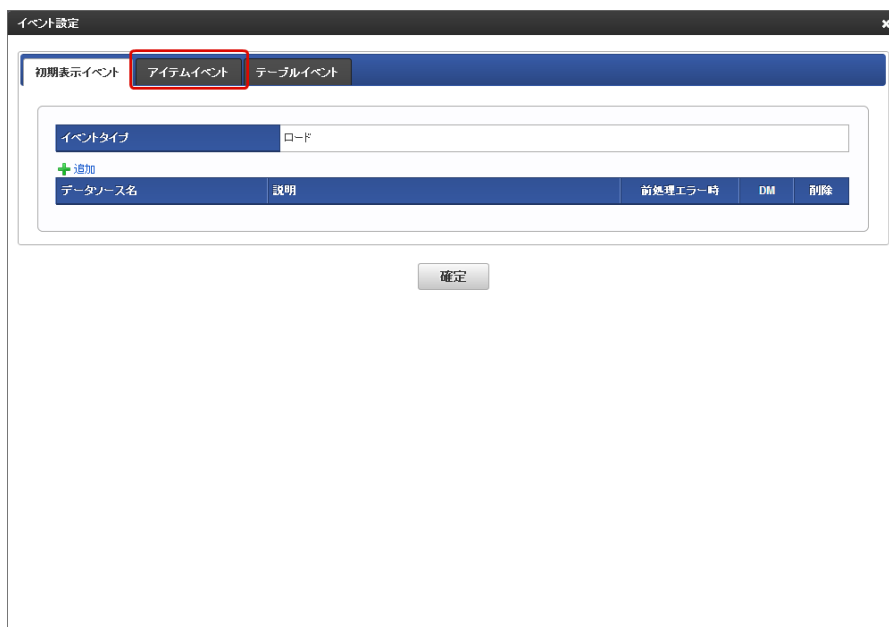 イベント設定
初期表示イベント アイテムイベント テーブルイベント
イベントタイプ ロード
追加
データソース名 説明 前処理エラー時 DM 削除
確定